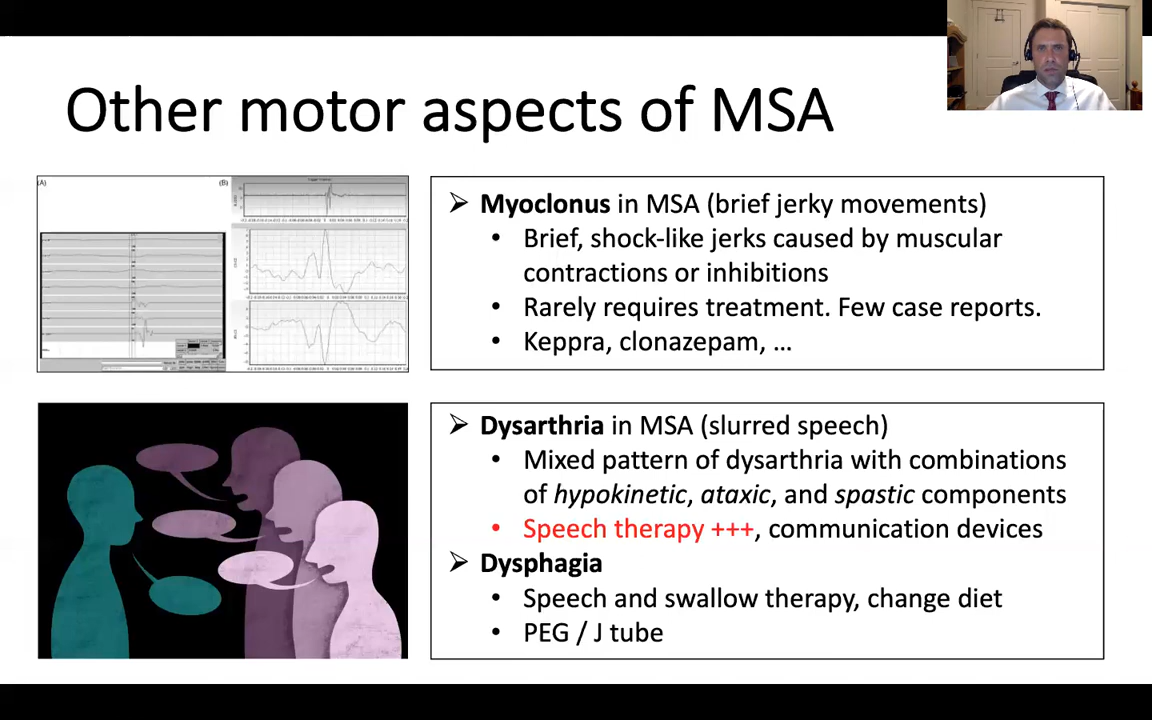 Other motor aspects of MSA
(A)
(B)
➢ Myoclonus in MSA (brief jerky movements)
• Brief, shock-like jerks caused by muscular
contractions or inhibitions
• Rarely requires treatment. Few case reports.
• Keppra, clonazepam, …
➢ Dysarthria in MSA (slurred speech)
• Mixed pattern of dysarthria with combinations
of hypokinetic, ataxic, and spastic components
• Speech therapy +++, communication devices
➢ Dysphagia
• Speech and swallow therapy, change diet
• PEG / J tube